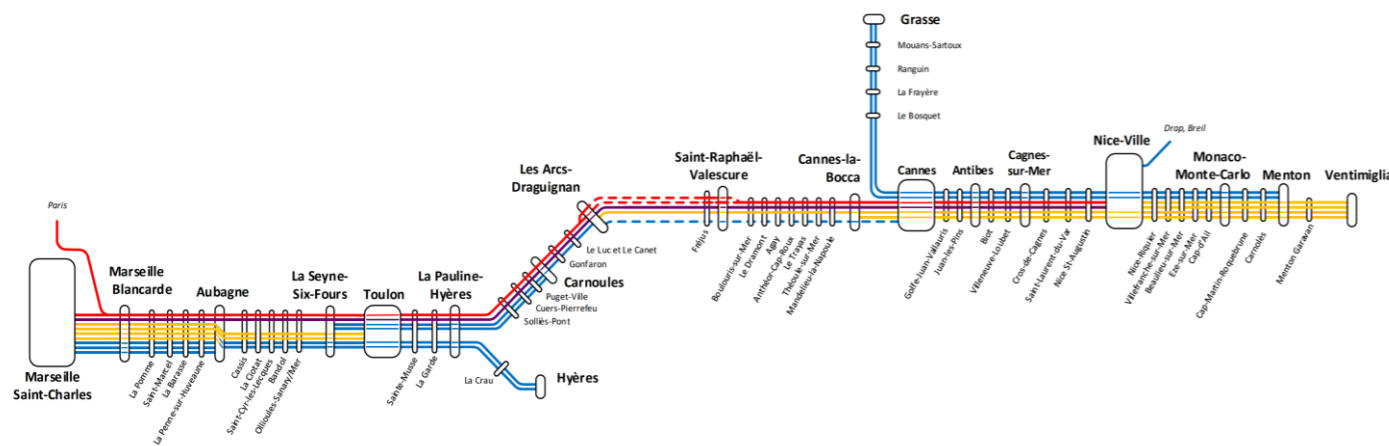 Paris
Marseille
Saint-Charles
Marseille
Blancarde
La Pomme
Saint-Marcel
La Barasse
La Penne-sur-Huveaune
Aubagne
Cassis
La Ciotat
Saint-Cyr-les-Lecques
Bandol
Ollioules-Sanary/Mer
La Seyne-
Six-Fours
Toulon
Sainte-Musse
La Garde
La Pauline-
Hyères
La Crau
Hyères
Solliès-Pont
Cuers-Pierrefeu
Puget-Ville
Carnoules
Gonfaron
Le Luc et Le Canet
Les Arcs-
Draguignan
Fréjus
Saint-Raphaël-
Valescure
Boulouris-sur-Mer
Le Dramont
Agay
Anthéor-Cap-Roux
Le Trayas
Théoule-sur-Mer
Mandelieu-la-Napoule
Cannes-la-
Bocca
Grasse
Mouans-Sartoux
Ranguin
La Frayère
Le Bosquet
Cannes
Golfe-Juan-Vallauris
Juan-les-Pins
Antibes
Biot
Villeneuve-Loubet
Cagnes-
sur-Mer
Cros-de-Cagnes
Saint-Laurent-du-Var
Nice St-Augustin
Nice-Ville
Drap, Breil
Nice-Riquier
Villefranche-sur-Mer
Beaulieu-sur-Mer
Eze-sur-Mer
Cap-d'Ail
Monaco-
Monte-Carlo
Cap-Martin-Roquebrune
Carnolès
Menton
Menton Garavan
Ventimiglia